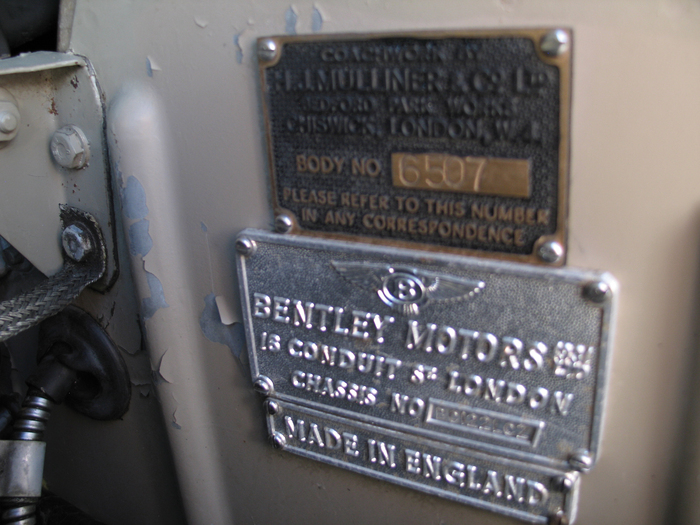 COACHWORK BY
H.J.MULLINER & CO. LTD
BEDFORD PARK WORKS
CHISWICK, LONDON, W.4.
BODY NO. 6507
PLEASE REFER TO THIS NUMBER
IN ANY CORRESPONDENCE
B
BENTLEY MOTORS
16 CONDUIT ST LONDON
CHASSIS NO
MADE IN ENGLAND